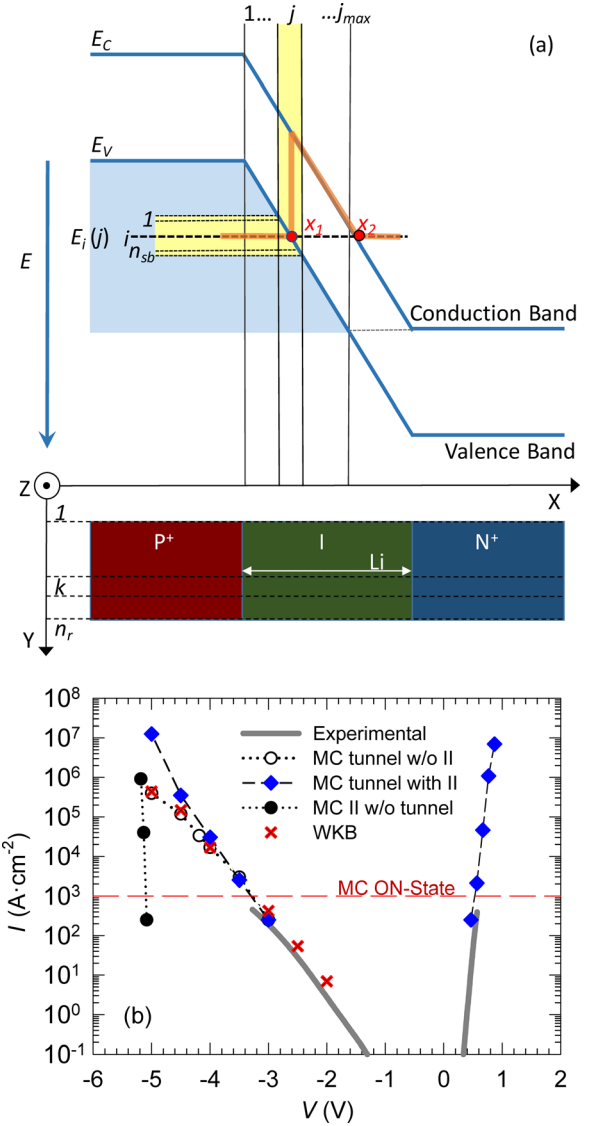 1... j ...jmax
EC
(a)
EV
1
Ei(j) i
nsb
x1 x2
E
Conduction Band
Valence Band
Z
X
1
P+ I N+
Li
k
nr
Y
10^8
10^7
10^6
10^5
10^4
10^3
10^2
10^1
10^0
10^-1
I (A·cm^-2)
Experimental
MC tunnel w/o II
MC tunnel with II
MC II w/o tunnel
WKB
MC ON-State
(b)
-6 -5 -4 -3 -2 -1 0 1 2
V (V)